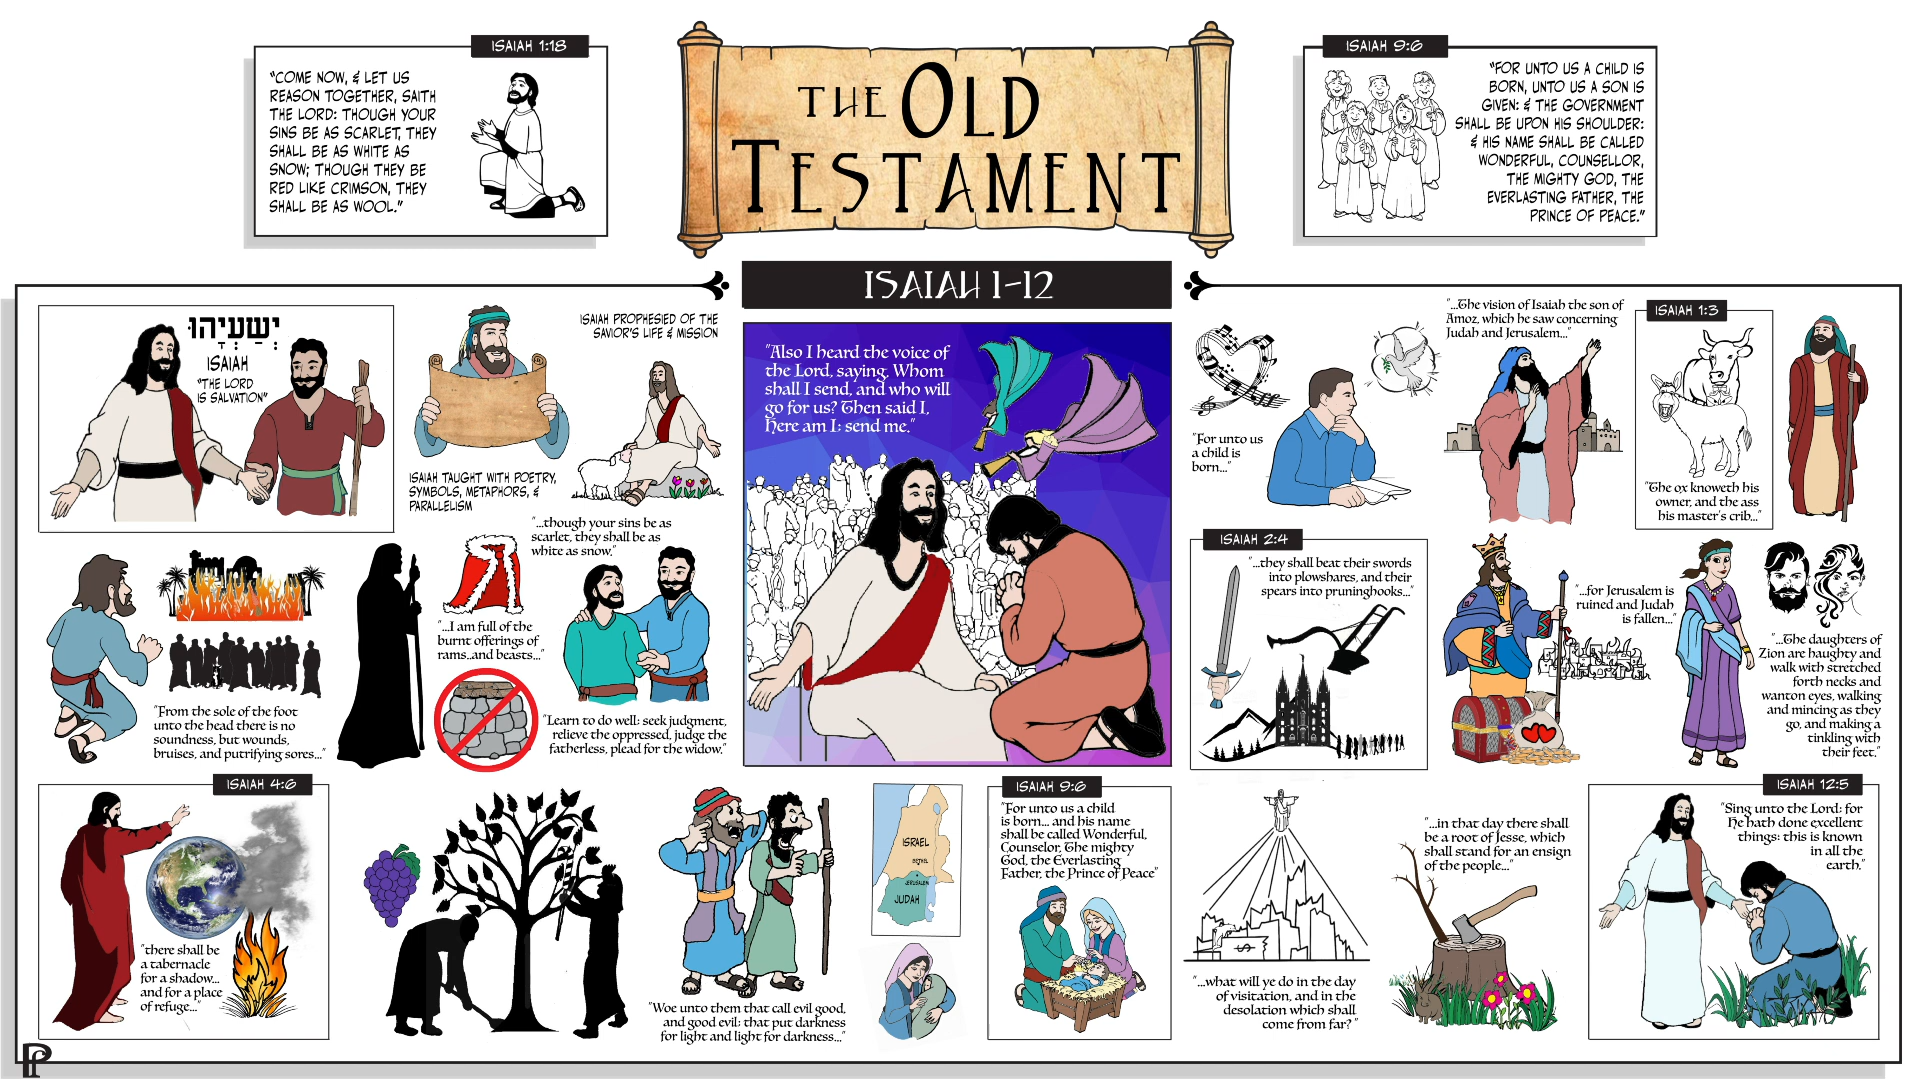 ISAIAH 1:18
"COME NOW, & LET US
REASON TOGETHER, SAITH
THE LORD: THOUGH YOUR
SINS BE AS SCARLET, THEY
SHALL BE AS WHITE AS
SNOW; THOUGH THEY BE
RED LIKE CRIMSON, THEY
SHALL BE AS WOOL."
THE OLD
TESTAMENT
ISAIAH 9:6
"FOR UNTO US A CHILD IS
BORN, UNTO US A SON IS
GIVEN: & THE GOVERNMENT
SHALL BE UPON HIS SHOULDER:
& HIS NAME SHALL BE CALLED
WONDERFUL, COUNSELLOR,
THE MIGHTY GOD, THE
EVERLASTING FATHER, THE
PRINCE OF PEACE."
ISAIAH 1-12
יְשַׁעְיָהוּ
ISAIAH
"THE LORD
IS SALVATION"
ISAIAH PROPHESIED OF THE
SAVIOR'S LIFE & MISSION
ISAIAH TAUGHT WITH POETRY,
SYMBOLS, METAPHORS, &
PARALLELISM
"...though your sins be as
scarlet, they shall be as
white as snow."
"...I am full of the
burnt offerings of
rams..and beasts..."
"From the sole of the foot
unto the head there is no
soundness, but wounds,
bruises, and putrifying sores..."
"Learn to do well: seek judgment,
relieve the oppressed, judge the
fatherless, plead for the widow."
"Also I heard the voice of
the Lord, saying, Whom
shall I send, and who will
go for us? Then said I,
Here am I: send me."
"For unto us
a child is
born..."
"...The vision of Isaiah the son of
Amoz, which he saw concerning
Judah and Jerusalem..."
ISAIAH 1:3
"The ox knoweth his
owner, and the ass
his master's crib..."
ISAIAH 2:4
"...they shall beat their swords
into plowshares, and their
spears into pruninghooks..."
"...for Jerusalem is
ruined and Judah
is fallen..."
"...The daughters of
Zion are haughty and
walk with stretched
forth necks and
wanton eyes, walking
and mincing as they
go, and making a
tinkling with
their feet."
ISAIAH 4:6
"there shall be
a tabernacle
for a shadow...
and for a place
of refuge..."
"Woe unto them that call evil good,
and good evil: that put darkness
for light and light for darkness..."
ISRAEL
BETHEL
JERUSALEM
JUDAH
ISAIAH 9:6
"For unto us a child
is born... and his name
shall be called Wonderful,
Counselor, The mighty
God, the Everlasting
Father, the Prince of Peace"
$
"...what will ye do in the day
of visitation, and in the
desolation which shall
come from far?"
"...in that day there shall
be a root of Jesse, which
shall stand for an ensign
of the people..."
ISAIAH 12:5
"Sing unto the Lord: for
He hath done excellent
things: this is known
in all the
earth."